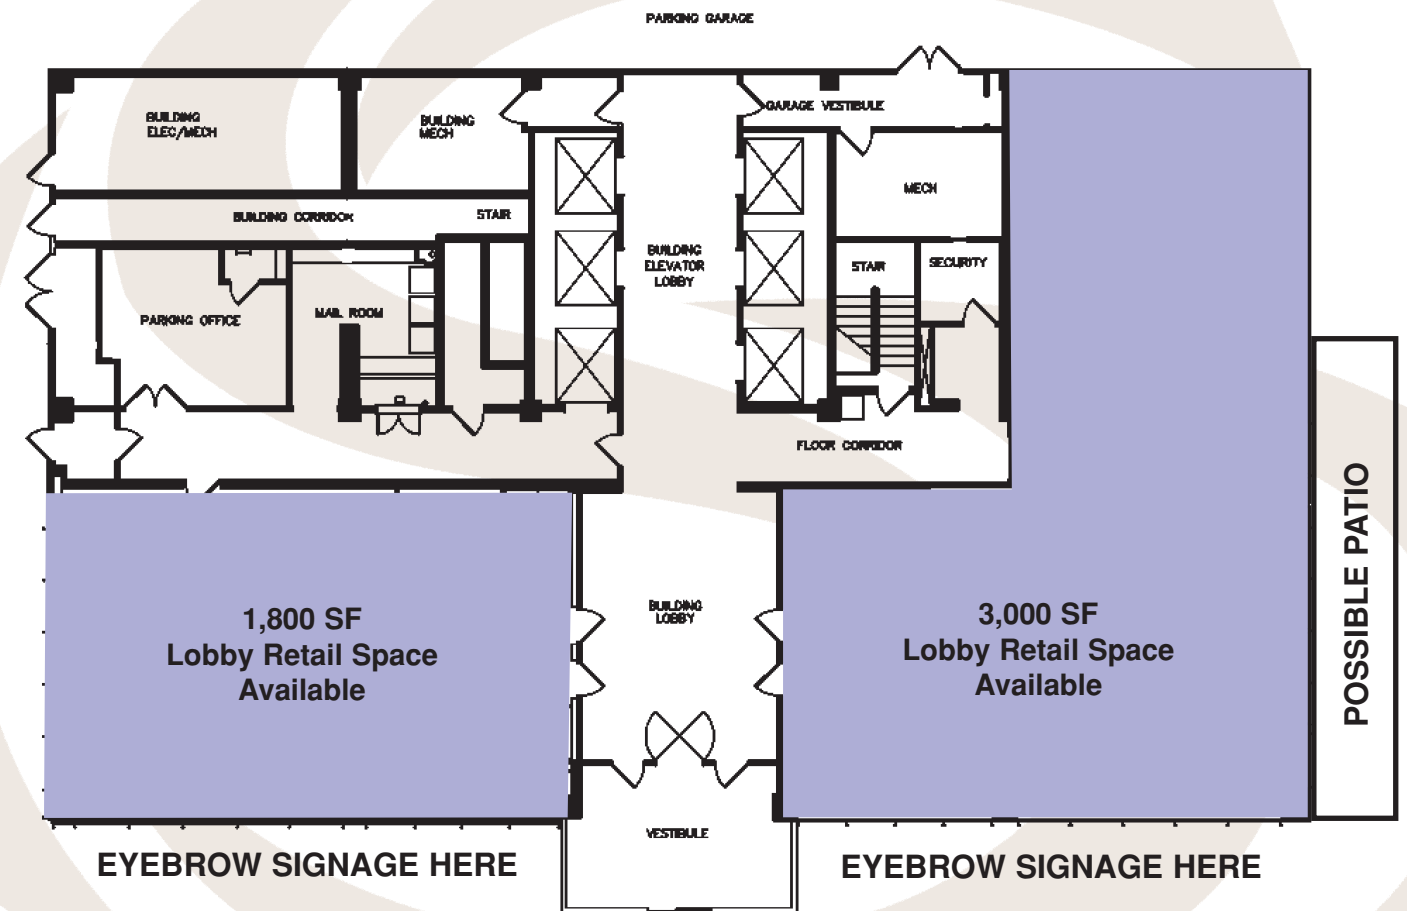 PARKING GARAGE
BUILDING
ELEC/MECH
BUILDING
MECH
GARAGE VESTIBULE
MECH
BUILDING CORRIDOR
STAIR
BUILDING
ELEVATOR
LOBBY
STAIR
SECURITY
PARKING OFFICE
MAIL ROOM
FLOOR CORRIDOR
1,800 SF
Lobby Retail Space
Available
BUILDING
LOBBY
3,000 SF
Lobby Retail Space
Available
POSSIBLE PATIO
VESTIBULE
EYEBROW SIGNAGE HERE
EYEBROW SIGNAGE HERE